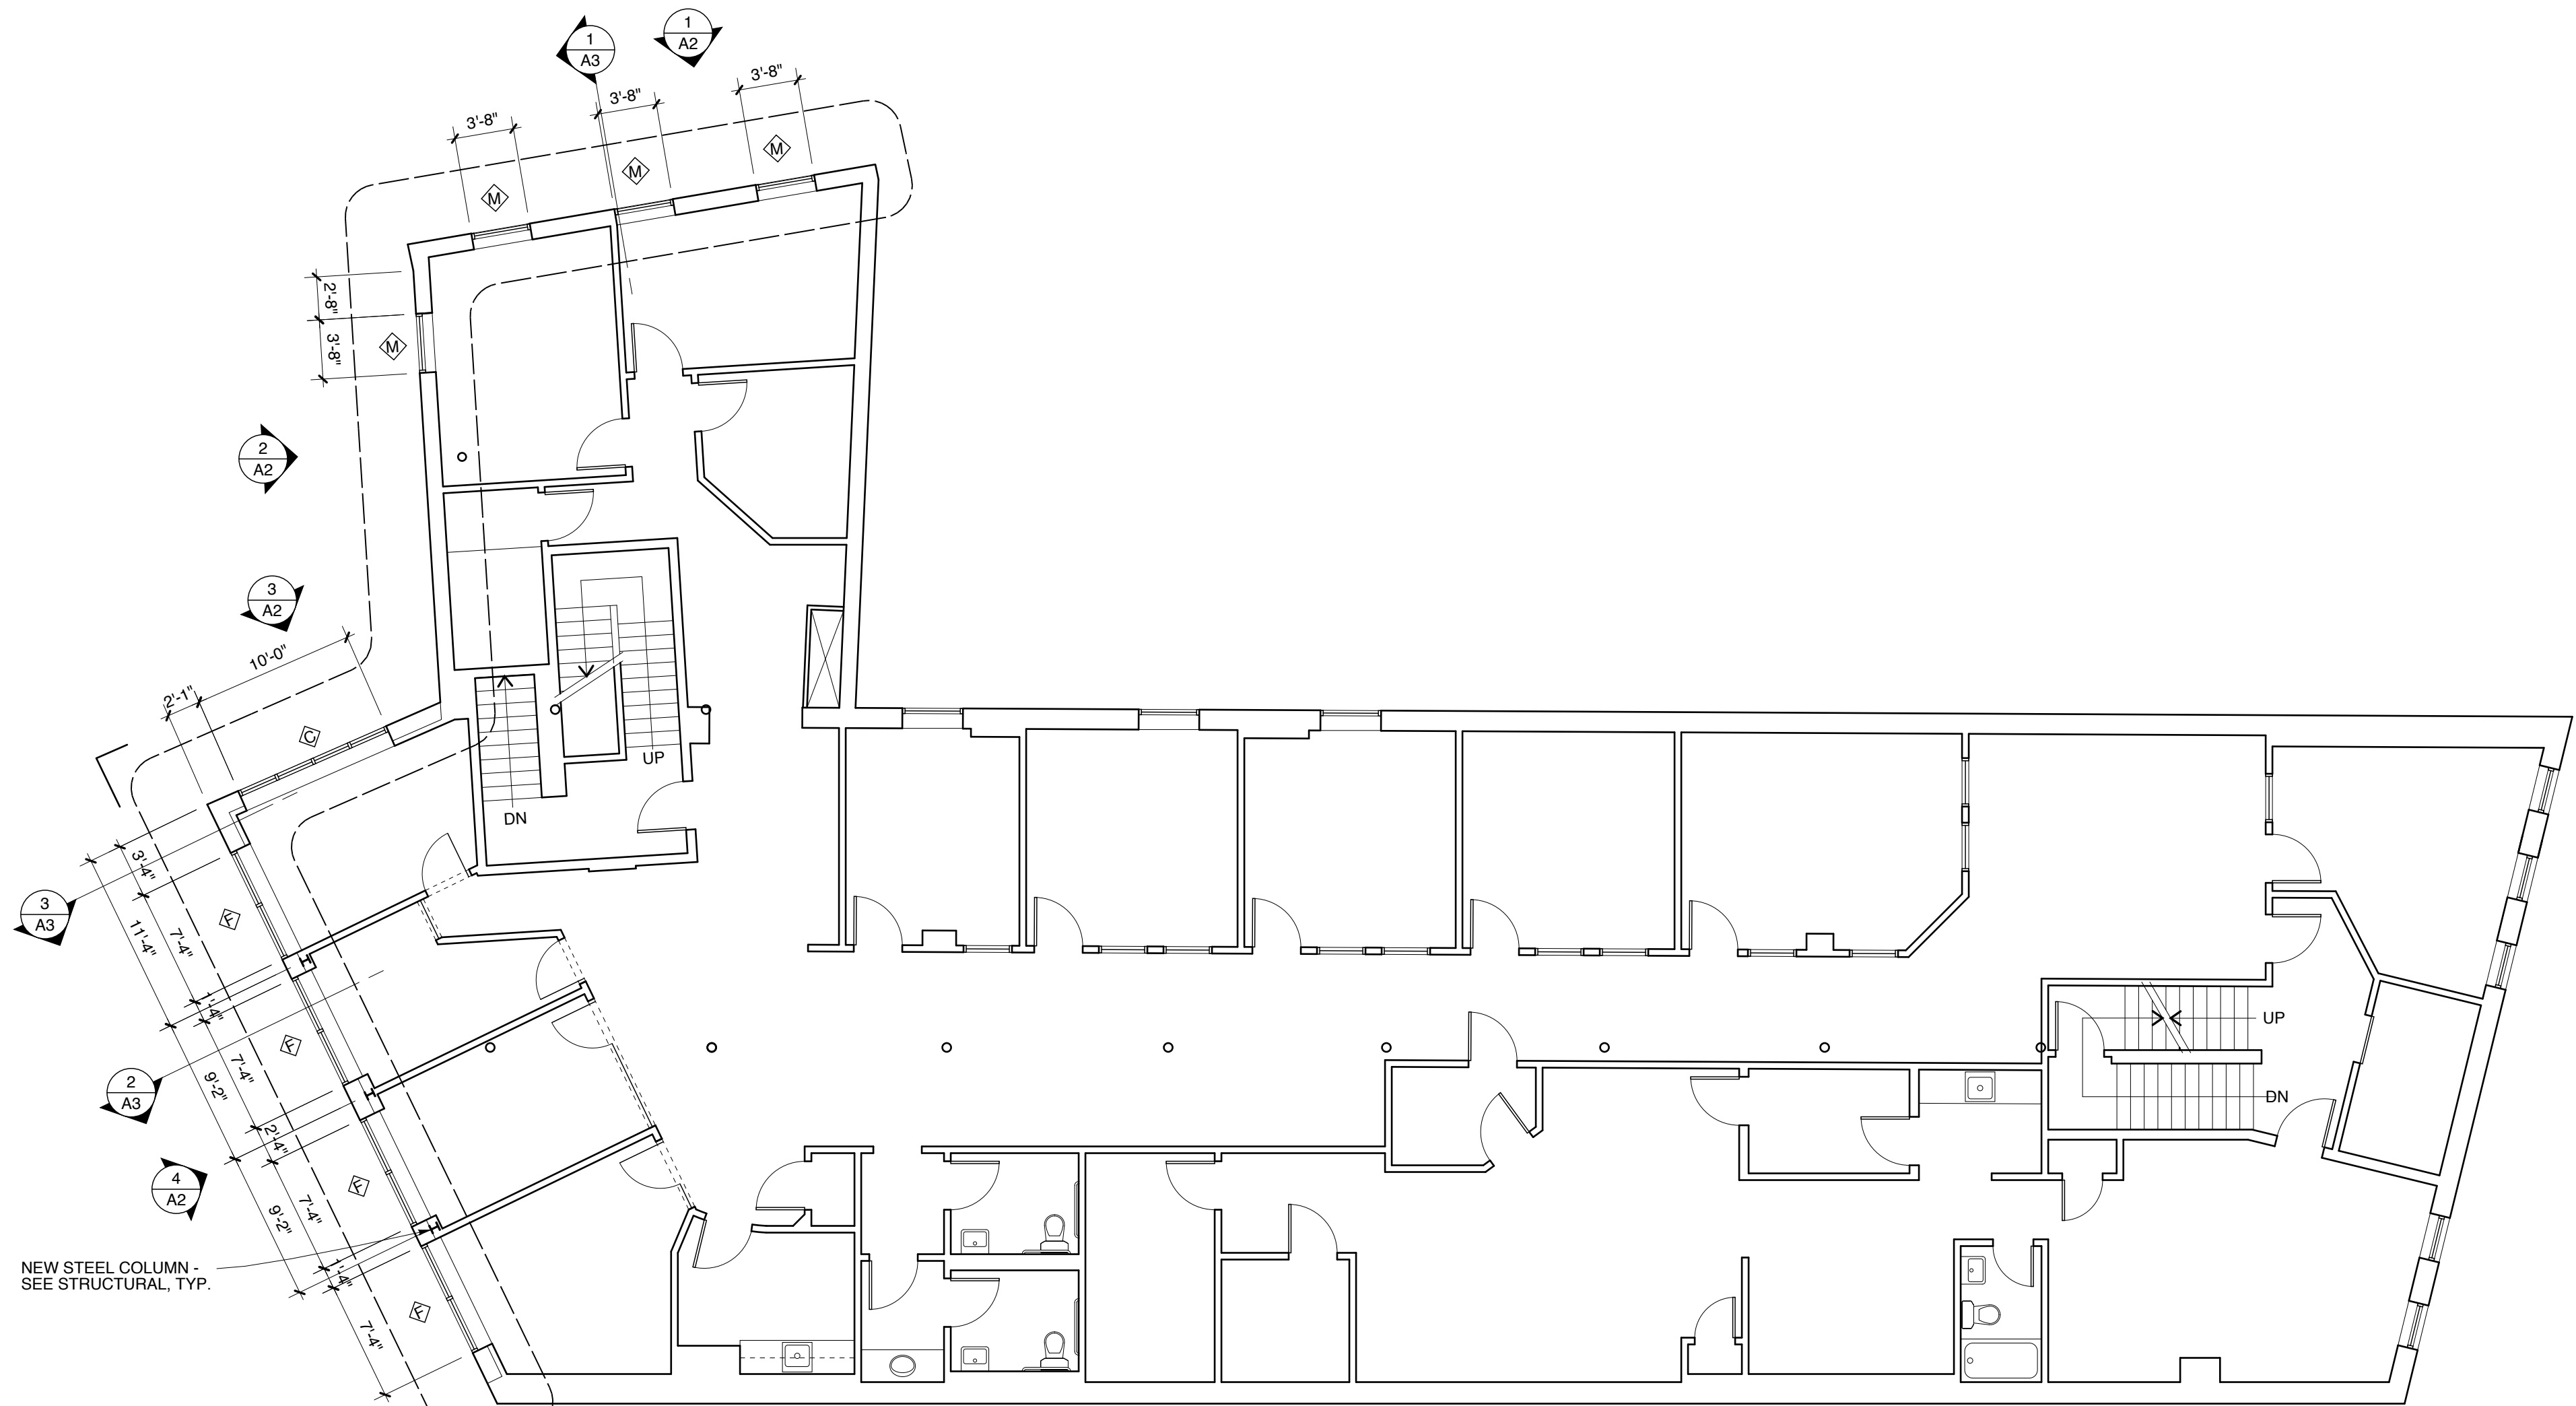 1
A3
1
A2
3'-8"
3'-8"
3'-8"
M
M
M
2'-8"
3'-8"
M
2
A2
3
A2
10'-0"
2'-1"
C
UP
DN
3'-4"
11'-4"
7'-4"
F
3
A3
1'-4"
F
7'-4"
9'-2"
2
A3
2'-4"
4
A2
F
7'-4"
9'-2"
NEW STEEL COLUMN -
SEE STRUCTURAL, TYP.
F
7'-4"
UP
DN